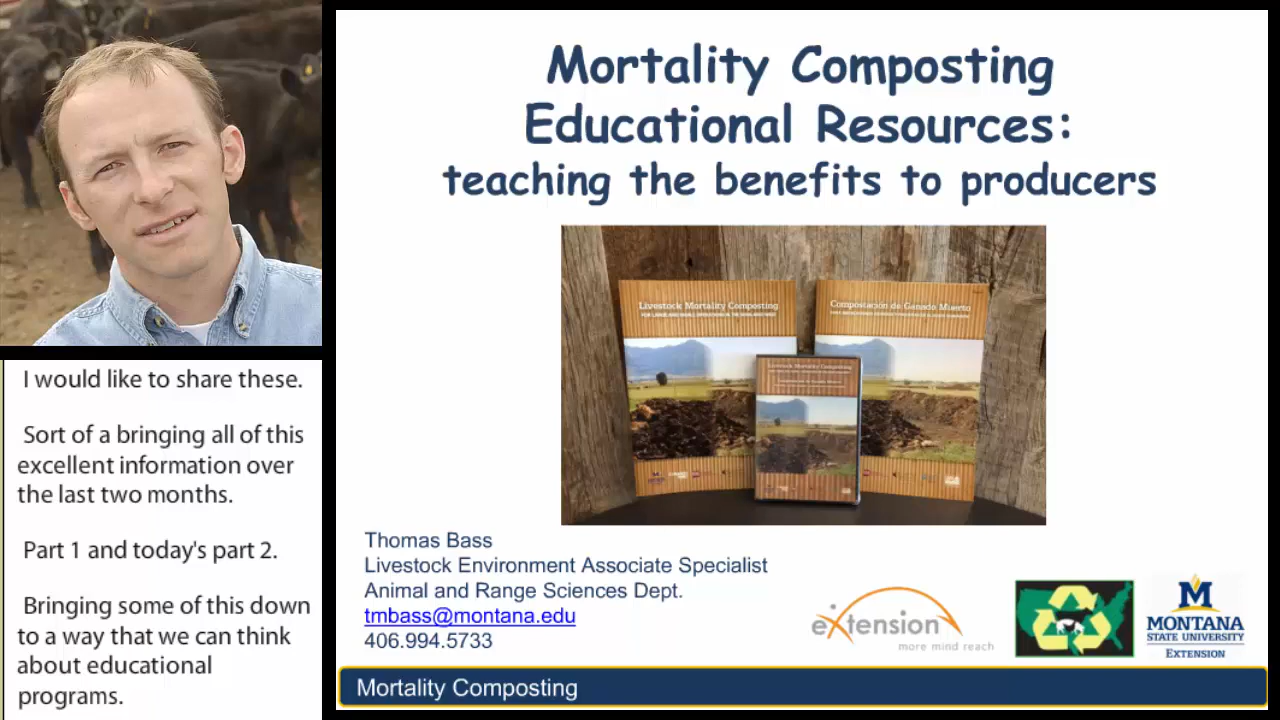 Mortality Composting
Educational Resources:
teaching the benefits to producers
Livestock Mortality Composting
Compostación de Ganado Muerto
Livestock Mortality Composting
Thomas Bass
Livestock Environment Associate Specialist
Animal and Range Sciences Dept.
tmbass@montana.edu
406.994.5733
eXtension
more mind reach
M
MONTANA
STATE UNIVERSITY
EXTENSION
Mortality Composting
I would like to share these.
Sort of a bringing all of this
excellent information over
the last two months.
Part 1 and today's part 2.
Bringing some of this down
to a way that we can think
about educational
programs.